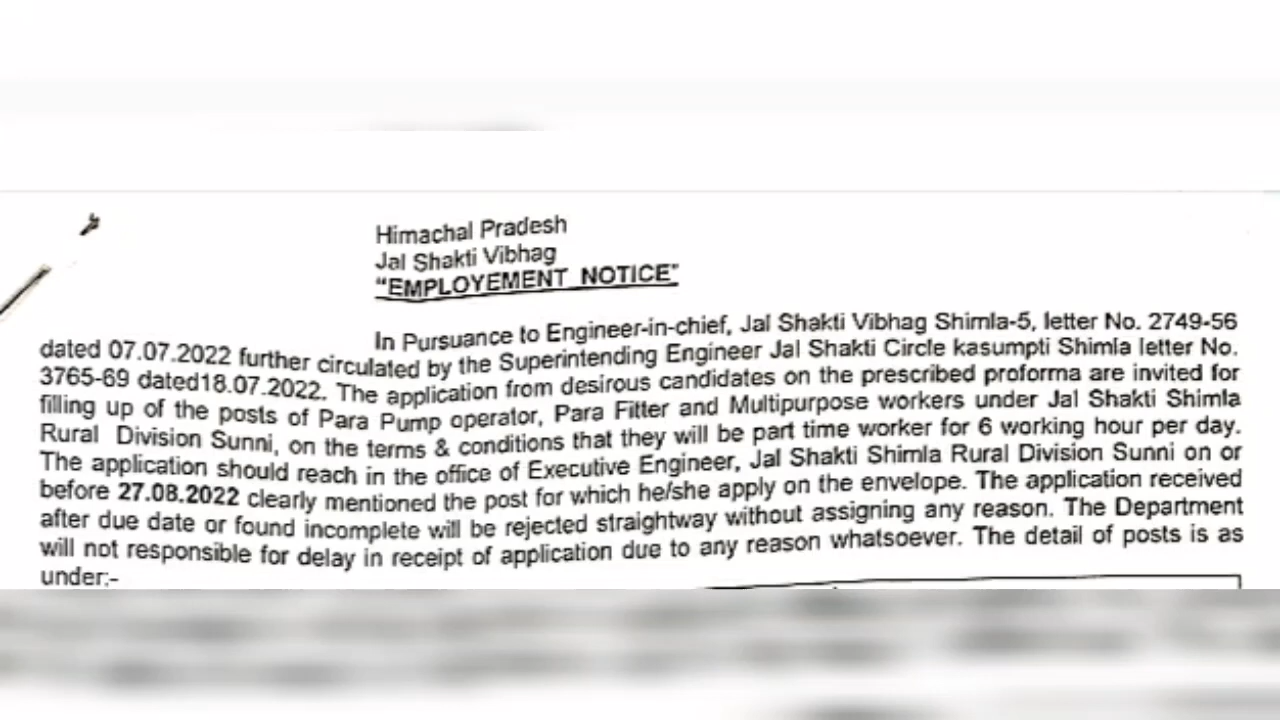 Himachal Pradesh
Jal Shakti Vibhag
"EMPLOYEMENT NOTICE"
In Pursuance to Engineer-in-chief, Jal Shakti Vibhag Shimla-5, letter No. 2749-56
dated 07.07.2022 further circulated by the Superintending Engineer Jal Shakti Circle kasumpti Shimla letter No.
3765-69 dated18.07.2022. The application from desirous candidates on the prescribed proforma are invited for
filling up of the posts of Para Pump operator, Para Fitter and Multipurpose workers under Jal Shakti Shimla
Rural Division Sunni, on the terms & conditions that they will be part time worker for 6 working hour per day.
The application should reach in the office of Executive Engineer, Jal Shakti Shimla Rural Division Sunni on or
before 27.08.2022 clearly mentioned the post for which he/she apply on the envelope. The application received
after due date or found incomplete will be rejected straightway without assigning any reason. The Department
will not responsible for delay in receipt of application due to any reason whatsoever. The detail of posts is as
under:-